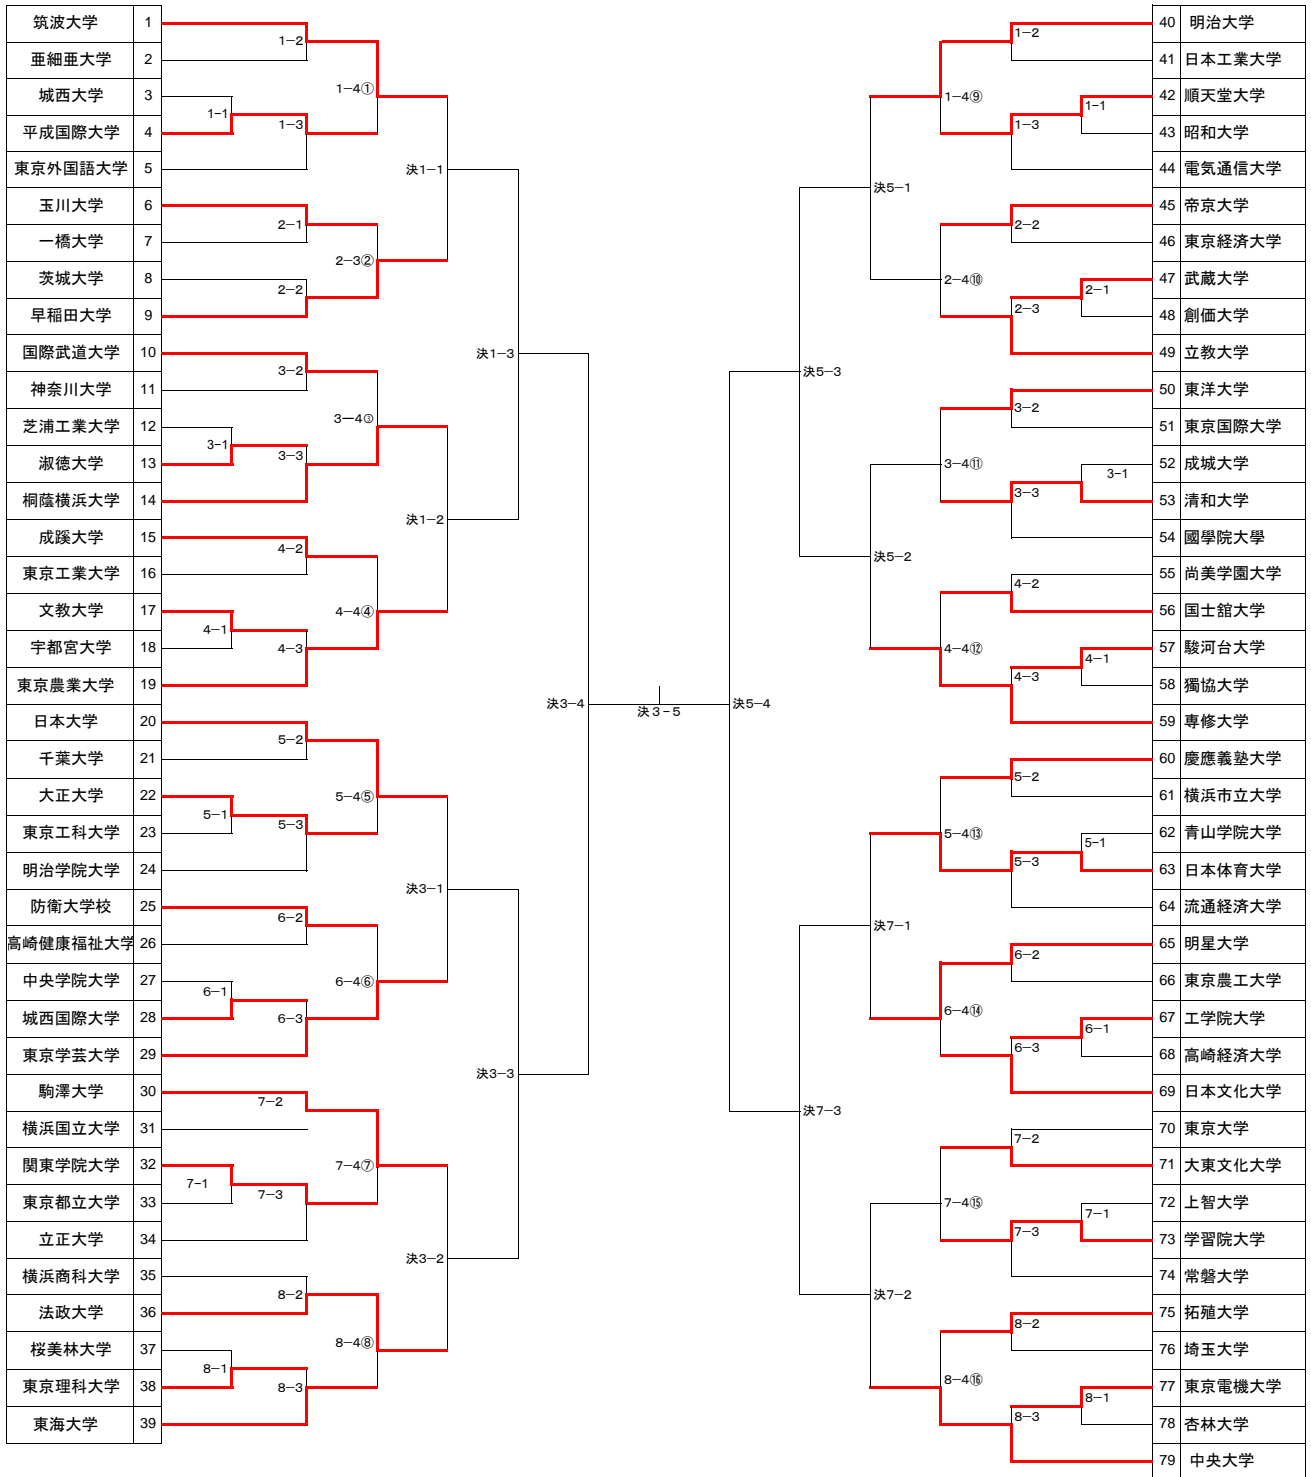 筑波大学 1
亜細亜大学 2
城西大学 3
平成国際大学 4
東京外国語大学 5
玉川大学 6
一橋大学 7
茨城大学 8
早稲田大学 9
国際武道大学 10
神奈川大学 11
芝浦工業大学 12
淑徳大学 13
桐蔭横浜大学 14
成蹊大学 15
東京工業大学 16
文教大学 17
宇都宮大学 18
東京農業大学 19
日本大学 20
千葉大学 21
大正大学 22
東京工科大学 23
明治学院大学 24
防衛大学校 25
高崎健康福祉大学 26
中央学院大学 27
城西国際大学 28
東京学芸大学 29
駒澤大学 30
横浜国立大学 31
関東学院大学 32
東京都立大学 33
立正大学 34
横浜商科大学 35
法政大学 36
桜美林大学 37
東京理科大学 38
東海大学 39
1-1
3-1
4-1
5-1
6-1
7-1
8-1
1-2
1-3
2-1
2-2
3-2
3-3
4-2
4-3
5-2
5-3
6-2
6-3
7-2
7-3
8-2
8-3
1-4①
2-3②
3-4③
4-4④
5-4⑤
6-4⑥
7-4⑦
8-4⑧
決1-1
決1-2
決3-1
決3-2
決1-3
決3-3
決3-4
決3-5
決5-4
決5-3
決7-3
決5-1
決5-2
決7-1
決7-2
1-4⑨
2-4⑩
3-4⑪
4-4⑫
5-4⑬
6-4⑭
7-4⑮
8-4⑯
1-2
1-3
2-2
2-3
3-2
3-3
4-2
4-3
5-2
5-3
6-2
6-3
7-2
7-3
8-2
8-3
1-1
2-1
3-1
4-1
5-1
6-1
7-1
8-1
40 明治大学
41 日本工業大学
42 順天堂大学
43 昭和大学
44 電気通信大学
45 帝京大学
46 東京経済大学
47 武蔵大学
48 創価大学
49 立教大学
50 東洋大学
51 東京国際大学
52 成城大学
53 清和大学
54 國學院大學
55 尚美学園大学
56 国士舘大学
57 駿河台大学
58 獨協大学
59 専修大学
60 慶應義塾大学
61 横浜市立大学
62 青山学院大学
63 日本体育大学
64 流通経済大学
65 明星大学
66 東京農工大学
67 工学院大学
68 高崎経済大学
69 日本文化大学
70 東京大学
71 大東文化大学
72 上智大学
73 学習院大学
74 常磐大学
75 拓殖大学
76 埼玉大学
77 東京電機大学
78 杏林大学
79 中央大学